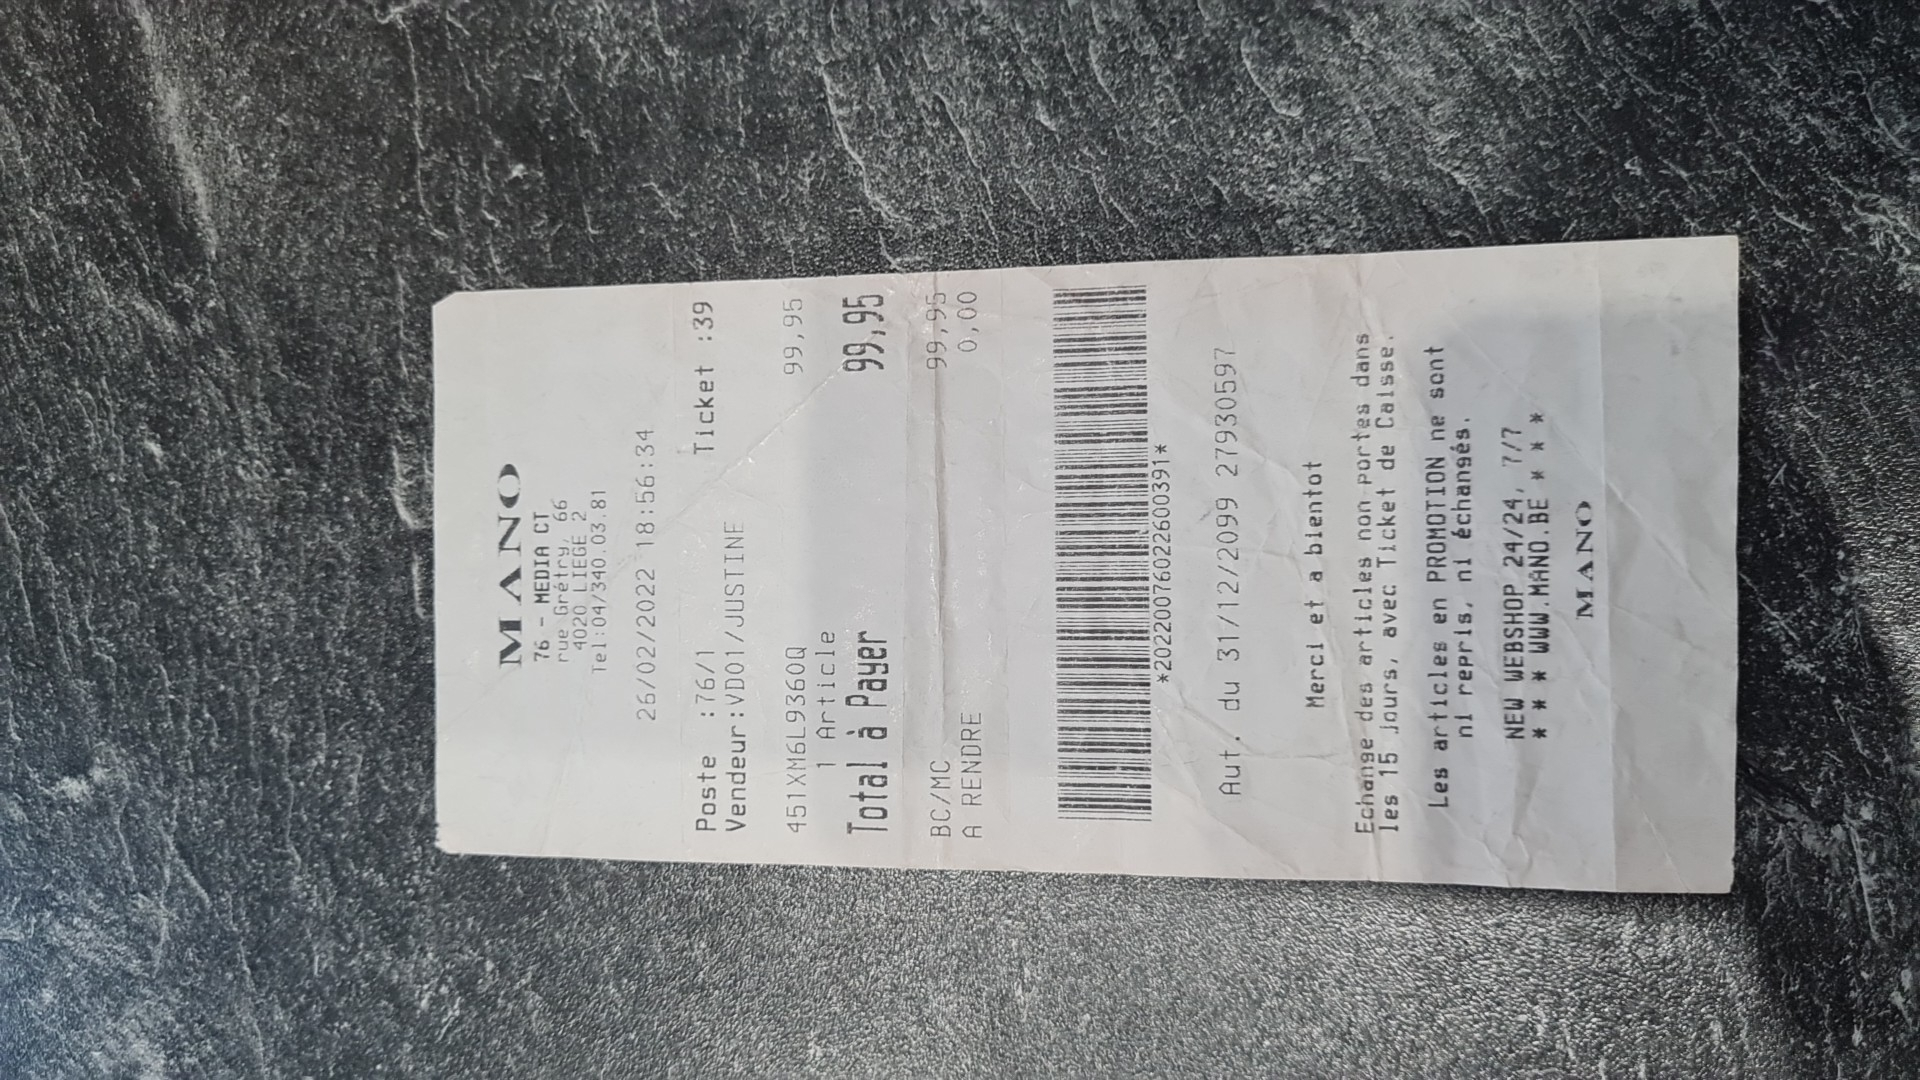 MANO
76 - MEDIA CT
rue Grétry, 66
4020 LIEGE 2
Tel:04/340.03.81
26/02/2022 18:56:34
Poste :76/1 Ticket :39
Vendeur:VD01/JUSTINE
451XM6L9360Q 99,95
1 Article
Total à Payer 99,95
BC/MC 99,95
A RENDRE 0,00
*20220076022600391*
Aut. du 31/12/2099 27930597
Merci et a bientot
Echange des articles non portes dans
les 15 jours, avec Ticket de Caisse.
Les articles en PROMOTION ne sont
ni repris, ni échangés.
NEW WEBSHOP 24/24, 7/7
* * * * WWW.MANO.BE * * * *
MANO